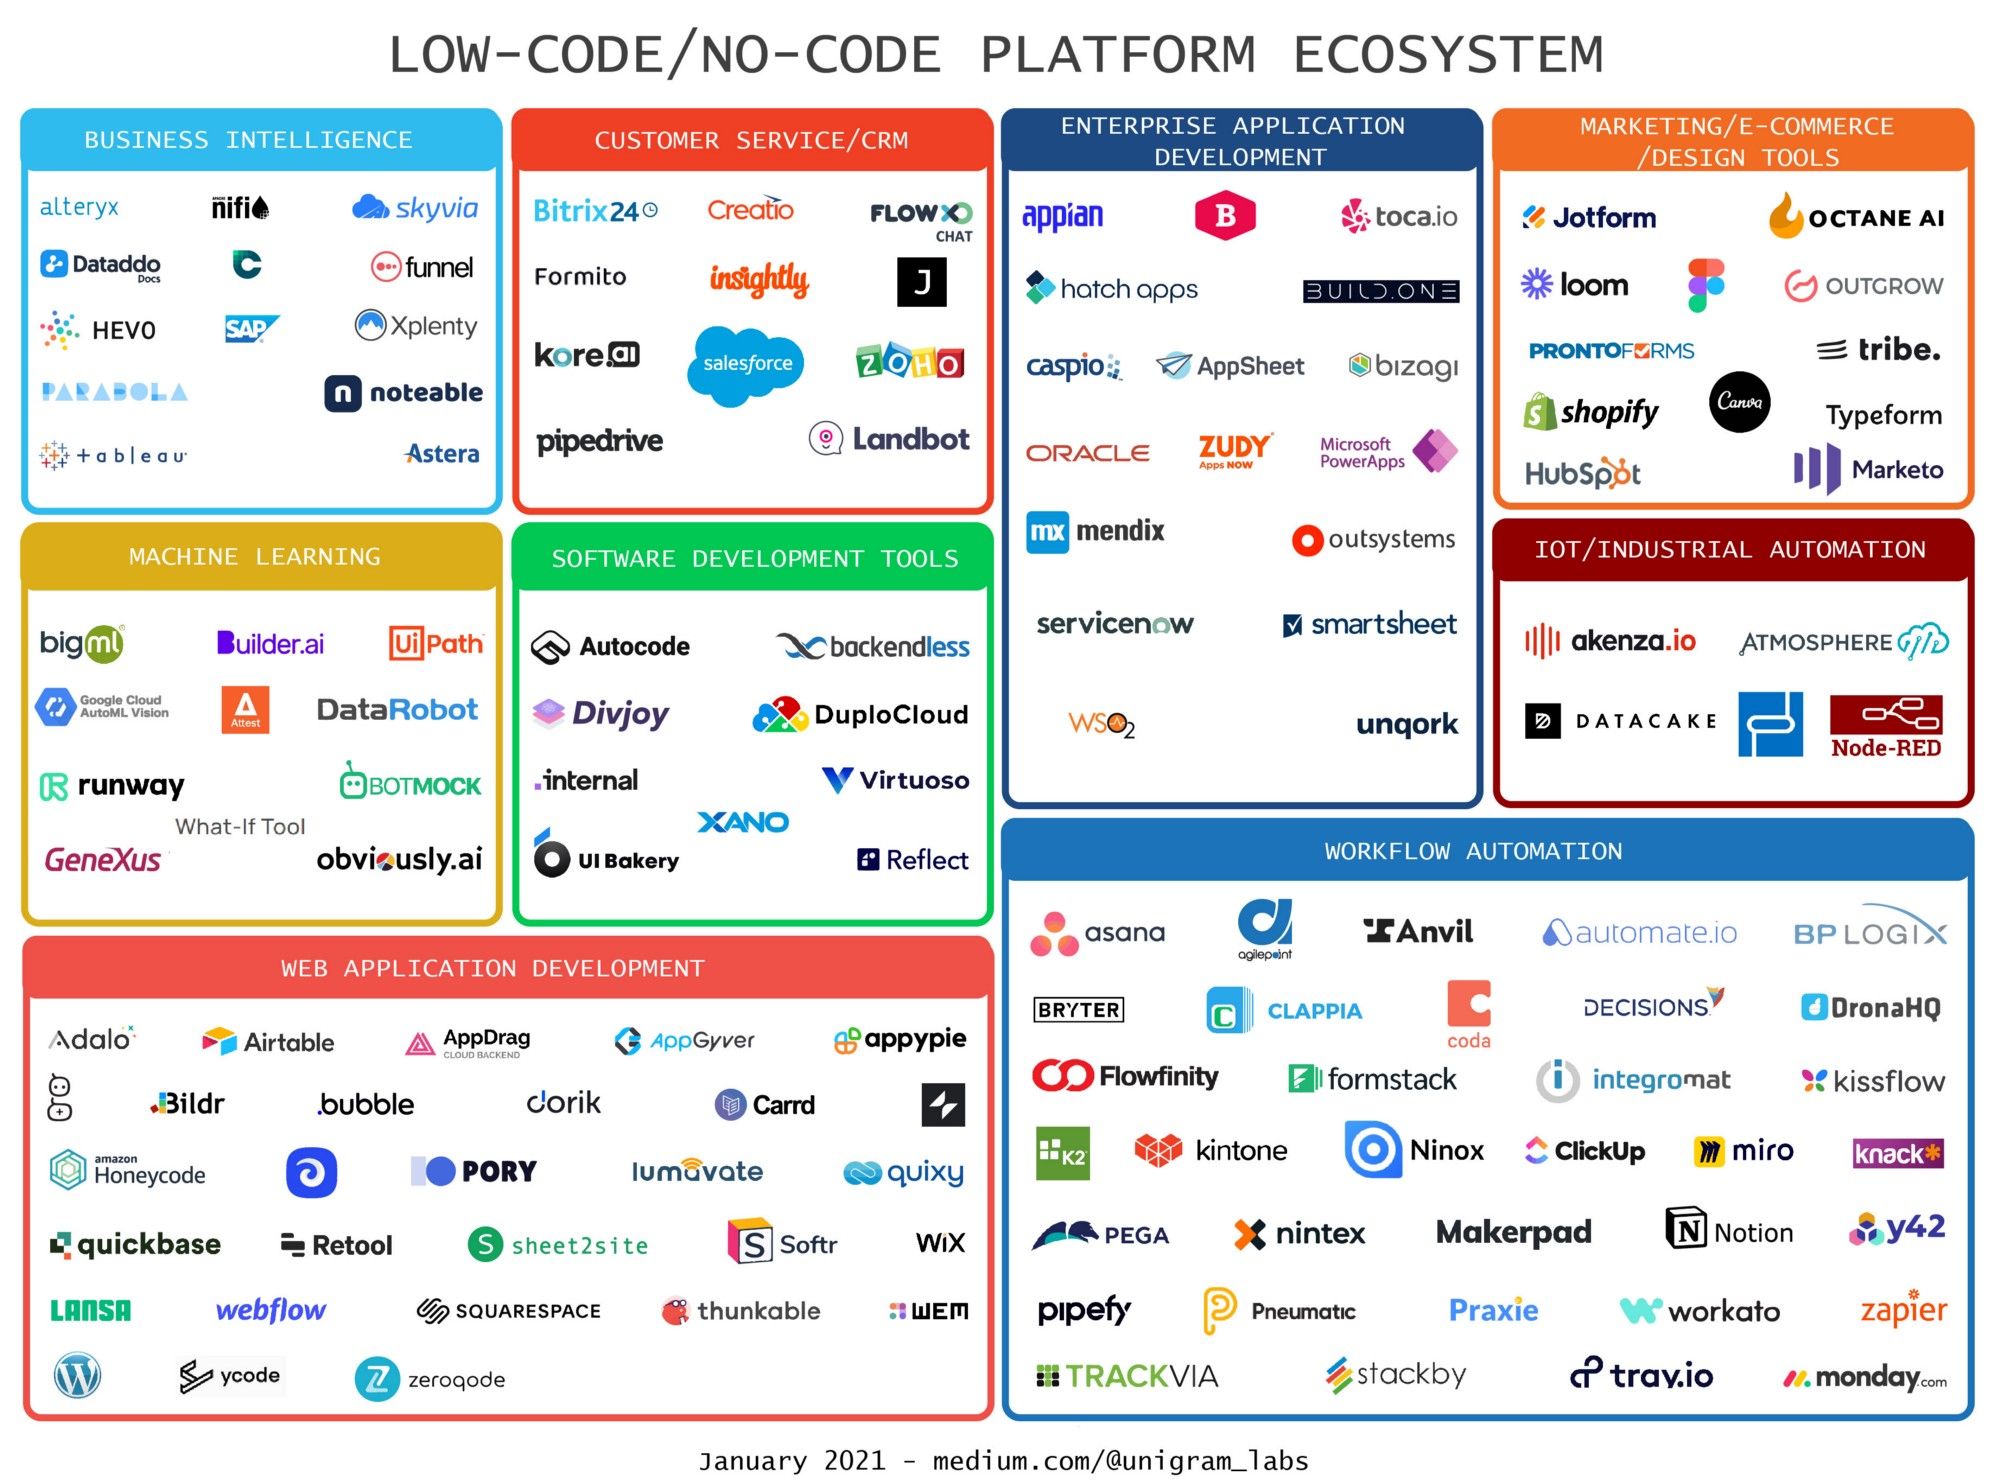 LOW-CODE/NO-CODE PLATFORM ECOSYSTEM
BUSINESS INTELLIGENCE
alteryx
nifi
skyvia
Dataddo
Docs
C
funnel
HEVO
SAP
Xplenty
PARABOLA
n noteable
+ableau
Astera
CUSTOMER SERVICE/CRM
Bitrix24
Creatio
FLOW XO
CHAT
Formito
insightly
J
kore.ai
salesforce
ZOHO
pipedrive
Landbot
ENTERPRISE APPLICATION
DEVELOPMENT
appian
B
toca.io
hatch apps
BUILD.ONE
caspio
AppSheet
bizagi
ORACLE
ZUDY
Apps NOW
Microsoft
PowerApps
mx mendix
outsystems
servicenow
smartsheet
WSO2
unqork
MARKETING/E-COMMERCE
/DESIGN TOOLS
Jotform
OCTANE AI
loom
OUTGROW
PRONTOFORMS
tribe.
S shopify
Canva
Typeform
HubSpot
Marketo
MACHINE LEARNING
bigml
Builder.ai
UiPath
Google Cloud
AutoML Vision
A
Attest
DataRobot
R runway
BOTMOCK
What-If Tool
GeneXus
obviously.ai
SOFTWARE DEVELOPMENT TOOLS
Autocode
backendless
Divjoy
DuploCloud
.internal
Virtuoso
XANO
UI Bakery
Reflect
IOT/INDUSTRIAL AUTOMATION
akenza.io
ATMOSPHERE
DATACAKE
Node-RED
WEB APPLICATION DEVELOPMENT
Adalo
Airtable
AppDrag
CLOUD BACKEND
AppGyver
appypie
Bildr
.bubble
dorik
Carrd
amazon
Honeycode
PORY
lumavate
quixy
quickbase
Retool
S sheet2site
S Softr
WiX
LANSA
webflow
SQUARESPACE
thunkable
WEM
W
ycode
Z zeroqode
WORKFLOW AUTOMATION
asana
agilepoint
Anvil
automate.io
BP LOGIX
BRYTER
C CLAPPIA
coda
DECISIONS
DronaHQ
Flowfinity
formstack
integromat
kissflow
K2
kintone
Ninox
ClickUp
miro
knack*
PEGA
nintex
Makerpad
N Notion
y42
pipefy
Pneumatic
Praxie
workato
zapier
TRACKVIA
stackby
tray.io
monday.com
January 2021 - medium.com/@unigram_labs